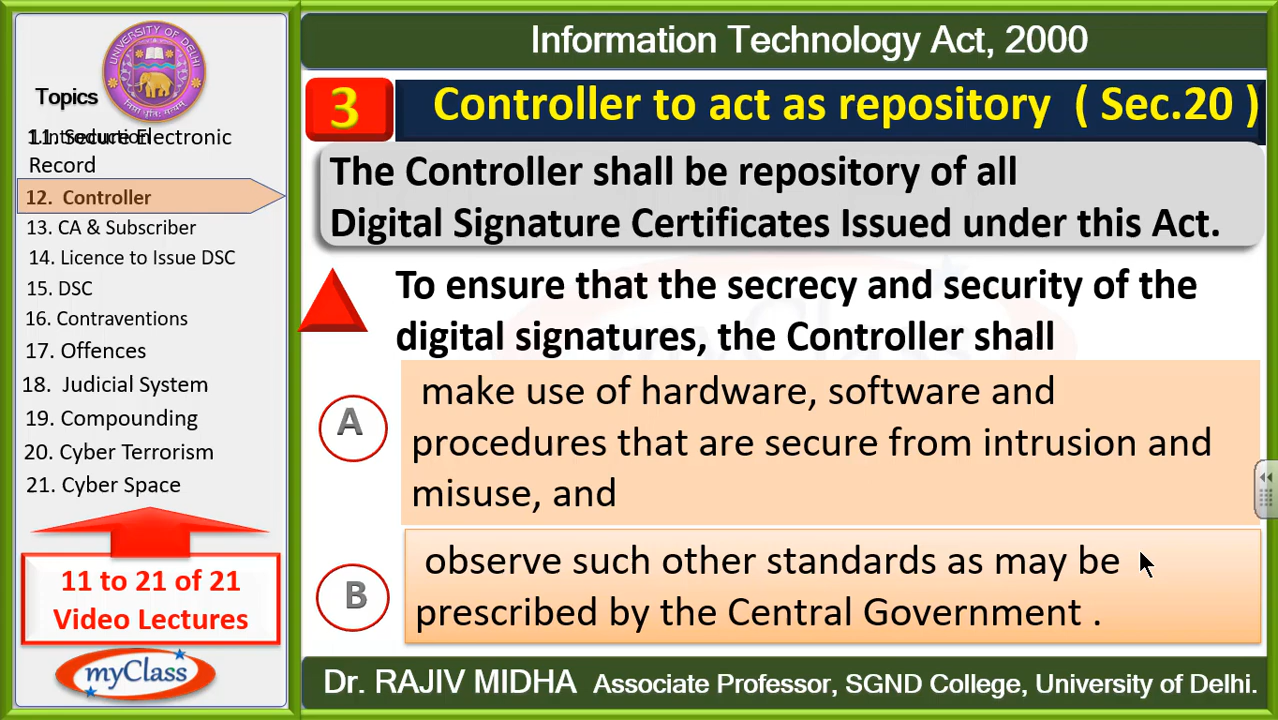 UNIVERSITY OF DELHI
Topics
11. Secure Electronic
Record
12. Controller
13. CA & Subscriber
14. Licence to Issue DSC
15. DSC
16. Contraventions
17. Offences
18. Judicial System
19. Compounding
20. Cyber Terrorism
21. Cyber Space
11 to 21 of 21
Video Lectures
myClass
Information Technology Act, 2000
3 Controller to act as repository ( Sec.20 )
The Controller shall be repository of all
Digital Signature Certificates Issued under this Act.
To ensure that the secrecy and security of the
digital signatures, the Controller shall
A make use of hardware, software and
procedures that are secure from intrusion and
misuse, and
B observe such other standards as may be
prescribed by the Central Government .
Dr. RAJIV MIDHA Associate Professor, SGND College, University of Delhi.